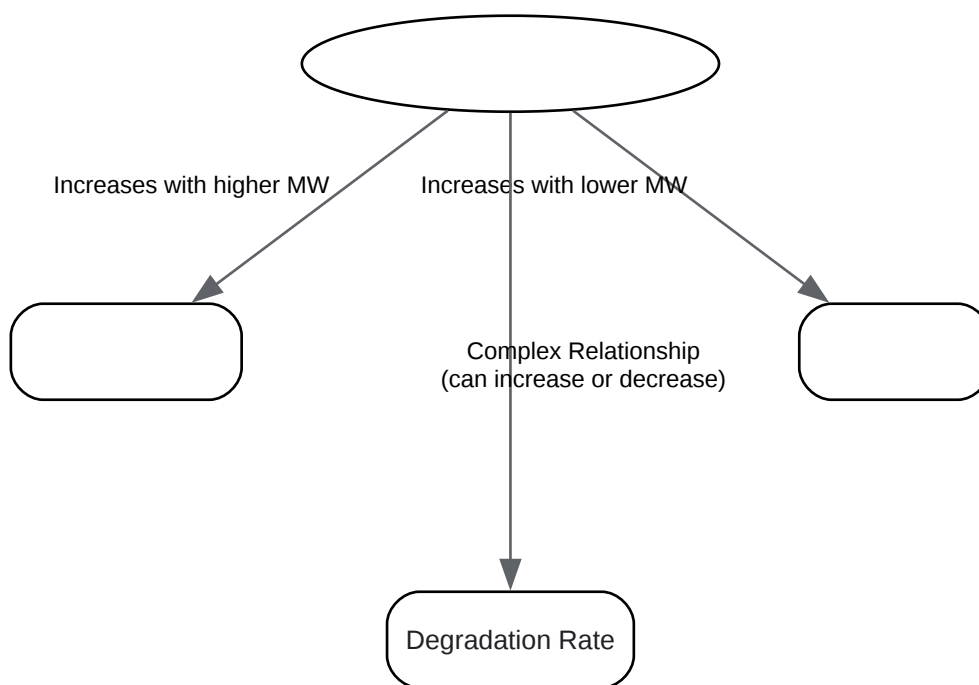 Increases with higher MW
Increases with lower MW
Complex Relationship
(can increase or decrease)
Degradation Rate